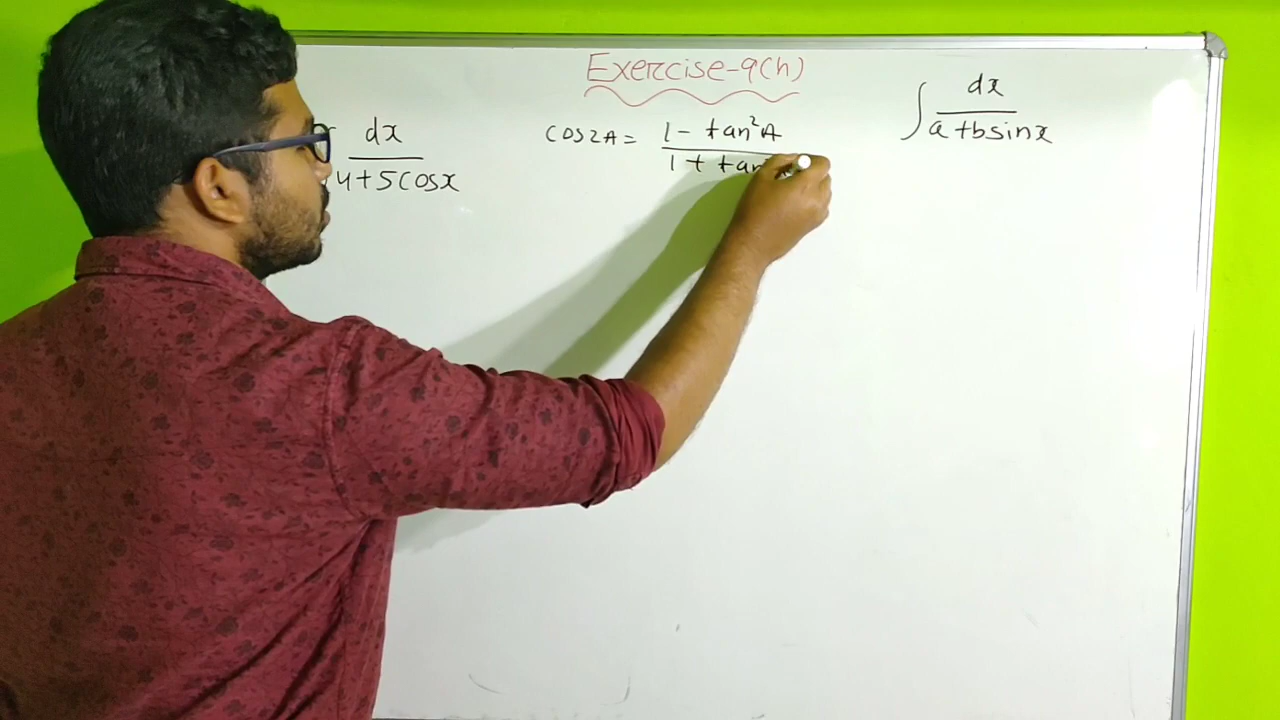 Exercise-9(h)
dx
4+5cosx
cos2A = 1 - tan²A
1 + tan
∫ dx
a+bsinx